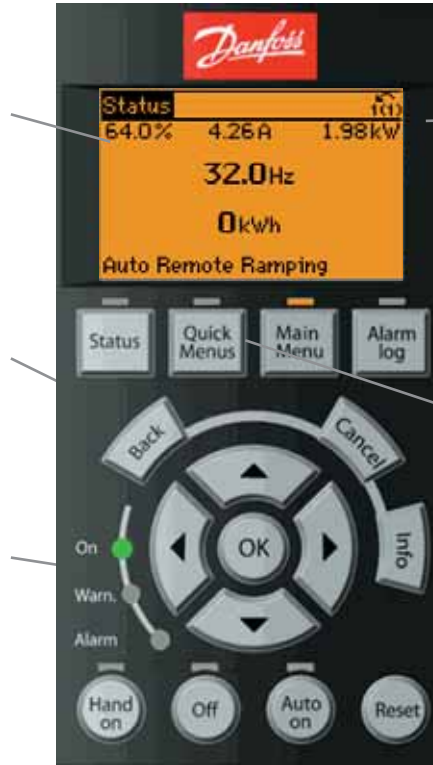 Danfoss
Status 1(1)
64.0% 4.26A 1.98kW
32.0Hz
0kWh
Auto Remote Ramping
Status Quick Menus Main Menu Alarm log
Back Cancel
Info
OK
On
Warn.
Alarm
Hand on Off Auto on Reset